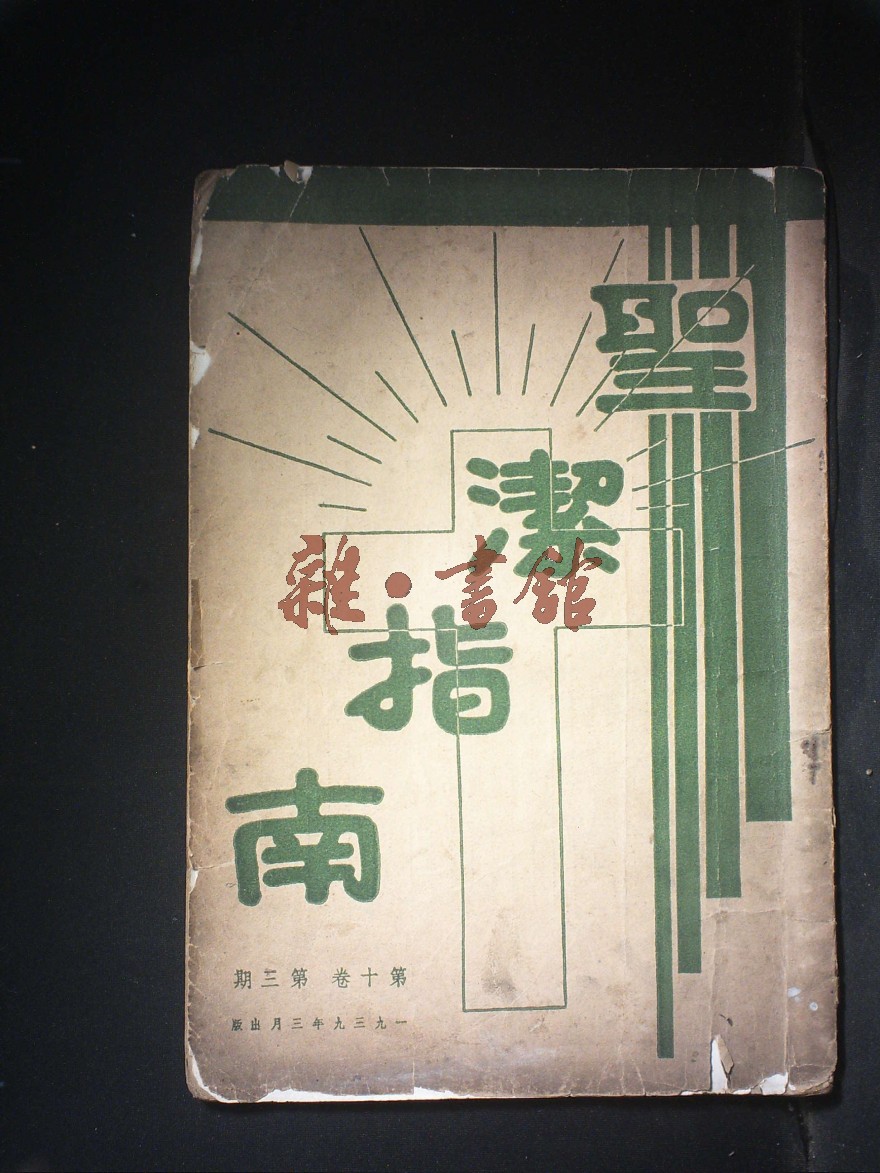 聖潔指南
雜·書館
第十卷 第三期
一九三九年三月出版